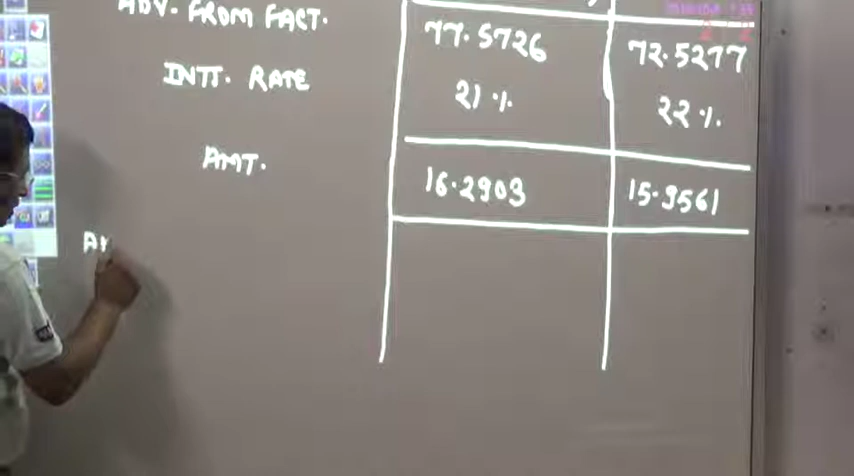 ADV. FROM FACT.
77.5726 72.5277
INTT. RATE
21 %. 22 %.
AMT.
16.2903 15.9561